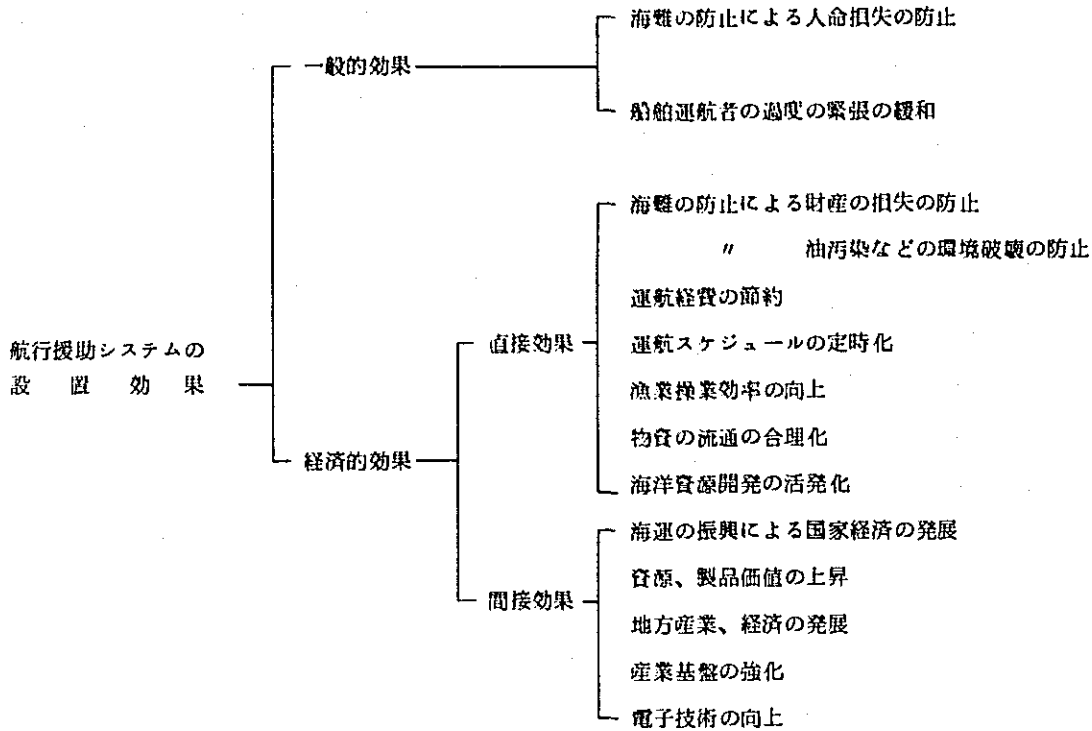 海難の防止による人命損失の防止
一般的効果
船舶運航者の過度の緊張の緩和
海難の防止による財産の損失の防止
〃 油汚染などの環境破壊の防止
運航経費の節約
航行援助システムの
設置効果
直接効果
運航スケジュールの定時化
漁業操業効率の向上
物資の流通の合理化
経済的効果
海洋資源開発の活発化
海運の振興による国家経済の発展
資源、製品価値の上昇
間接効果
地方産業、経済の発展
産業基盤の強化
電子技術の向上